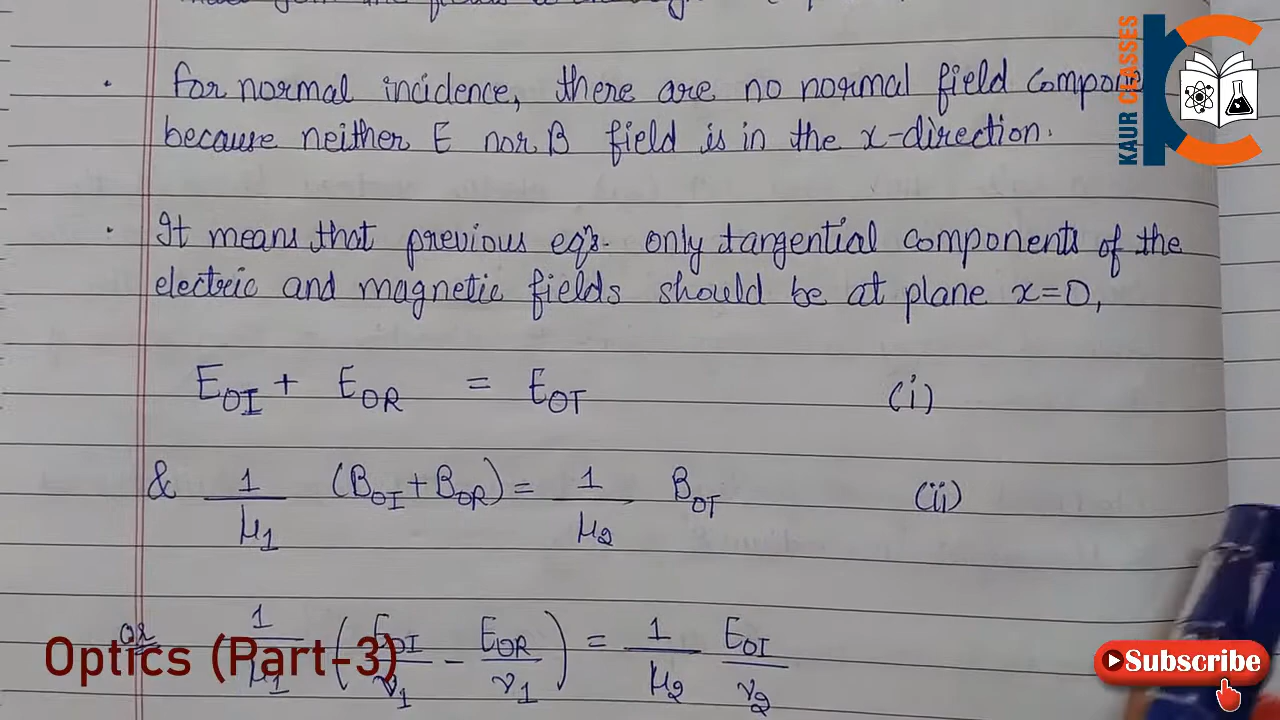 For normal incidence, there are no normal field compone
because neither E nor B field is in the x-direction.
It means that previous eq's. only tangential components of the
electric and magnetic fields should be at plane x=0,
E0I + E0R = E0T (i)
& 1/μ1 (B0I + B0R) = 1/μ2 B0T (ii)
or 1/μ1 (E0I/v1 - E0R/v1) = 1/μ2 E0I/v2
Optics (Part-3)
KAUR CLASSES
Subscribe